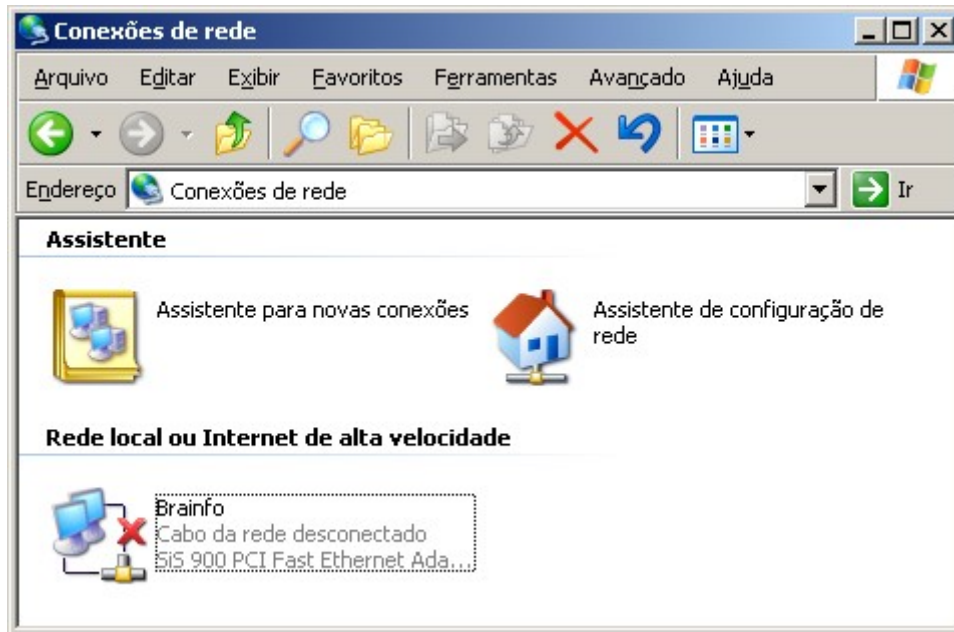 Conexões de rede
Arquivo Editar Exibir Favoritos Ferramentas Avançado Ajuda
Endereço Conexões de rede Ir
Assistente
Assistente para novas conexões
Assistente de configuração de
rede
Rede local ou Internet de alta velocidade
Brainfo
Cabo da rede desconectado
SiS 900 PCI Fast Ethernet Ada...